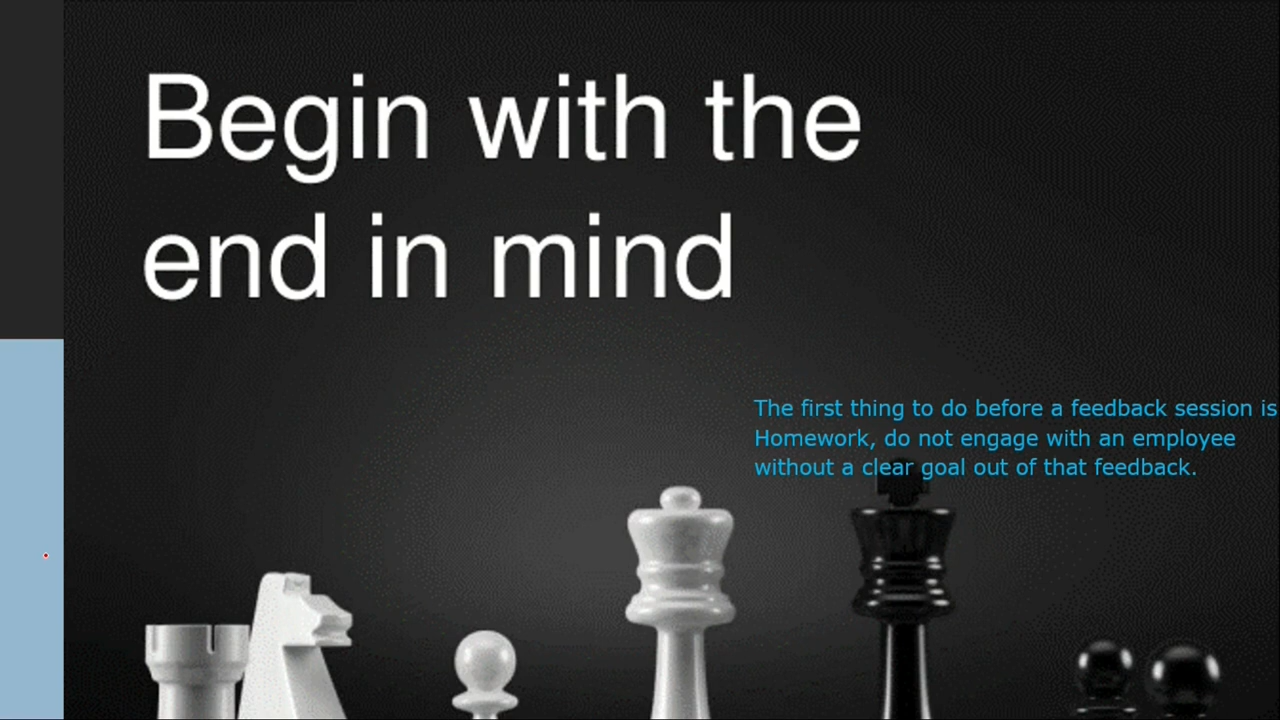 Begin with the
end in mind
The first thing to do before a feedback session is
Homework, do not engage with an employee
without a clear goal out of that feedback.